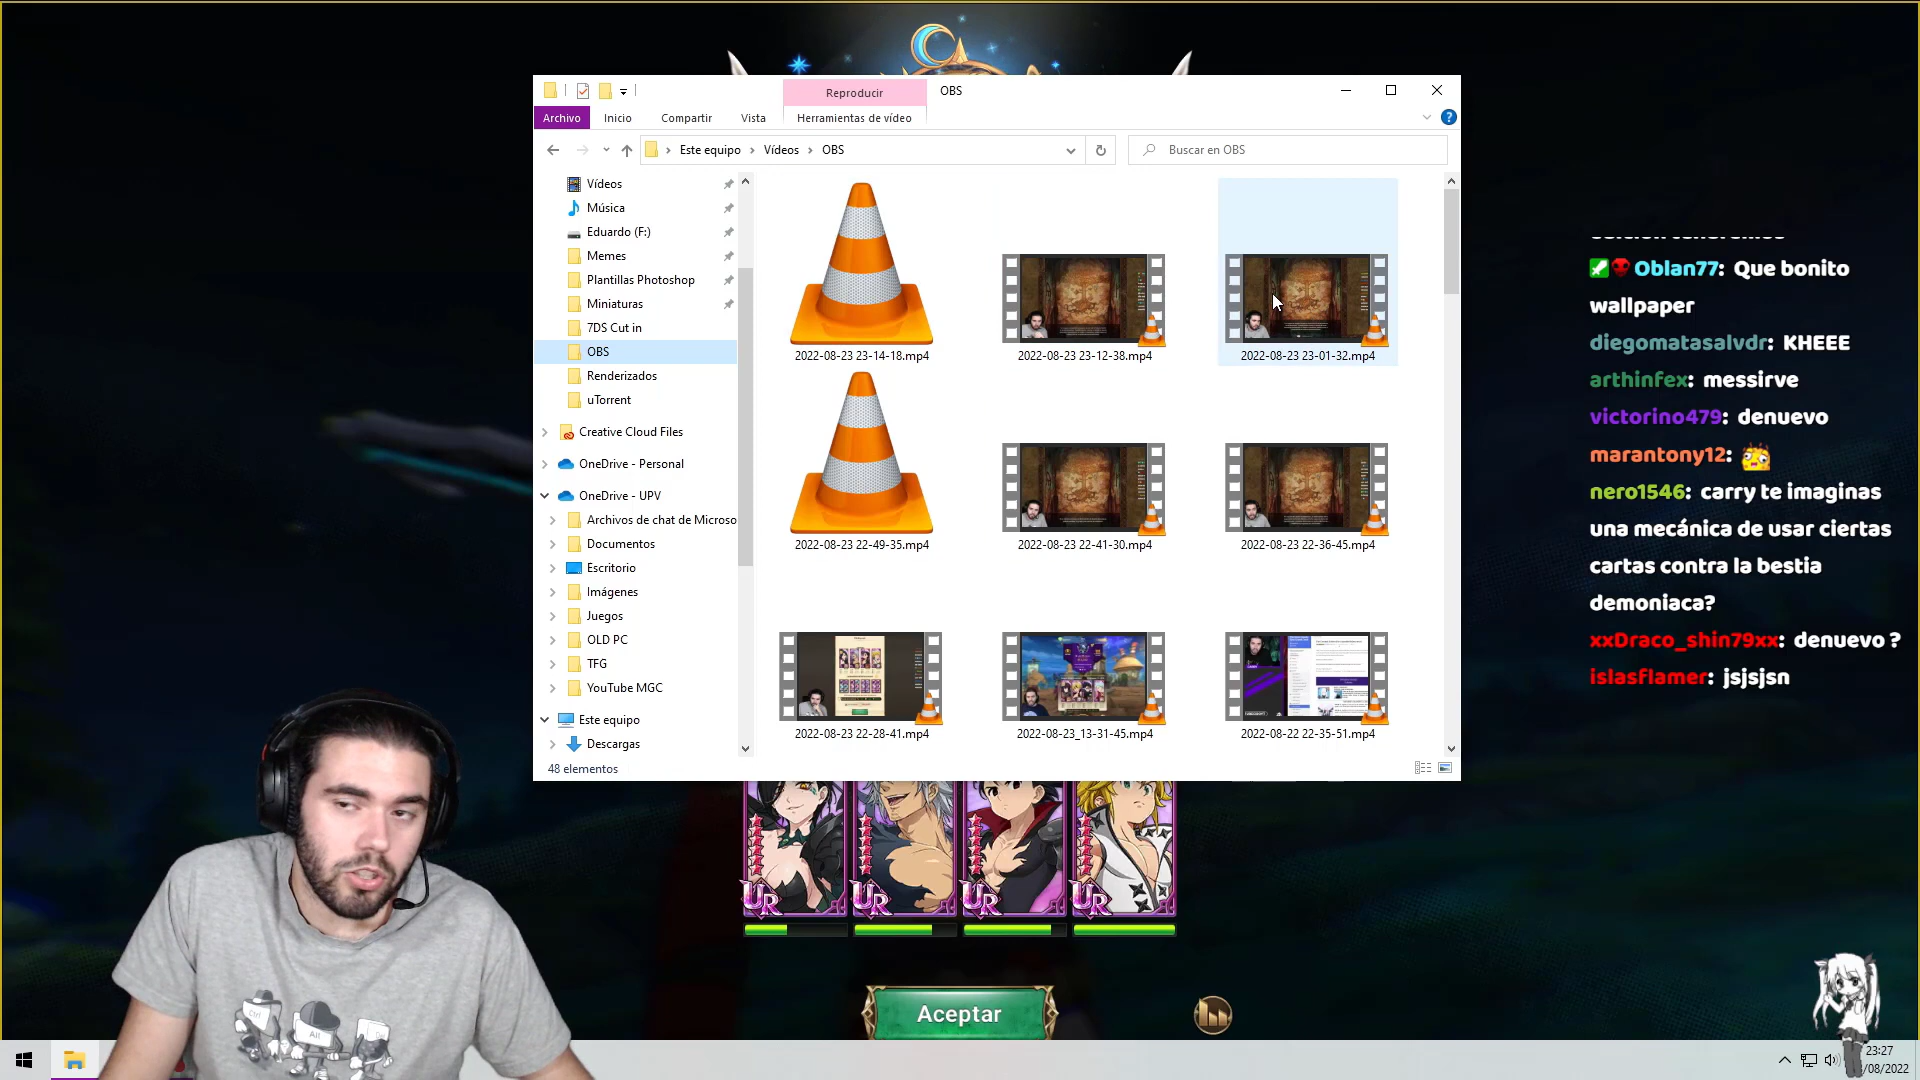 Reproducir
OBS
Archivo
Inicio
Compartir
Vista
Herramientas de vídeo
Este equipo
Vídeos
OBS
Buscar en OBS
Vídeos
Música
Eduardo (F:)
Memes
Plantillas Photoshop
Miniaturas
7DS Cut in
OBS
Renderizados
uTorrent
Creative Cloud Files
OneDrive - Personal
OneDrive - UPV
Archivos de chat de Microso
Documentos
Escritorio
Imágenes
Juegos
OLD PC
TFG
YouTube MGC
Este equipo
Descargas
48 elementos
2022-08-23 23-14-18.mp4
2022-08-23 23-12-38.mp4
2022-08-23 23-01-32.mp4
2022-08-23 22-49-35.mp4
2022-08-23 22-41-30.mp4
2022-08-23 22-36-45.mp4
2022-08-23 22-28-41.mp4
2022-08-23_13-31-45.mp4
2022-08-22 22-35-51.mp4
Oblan77: Que bonito
wallpaper
diegomatasalvdr: KHEEE
arthinfex: messirve
victorino479: denuevo
marantony12:
nero1546: carry te imaginas
una mecánica de usar ciertas
cartas contra la bestia
demoniaca?
xxDraco_shin79xx: denuevo ?
islasflamer: jsjsjsn
UR
UR
UR
UR
Aceptar
Ctrl
Alt
23:27
/08/2022